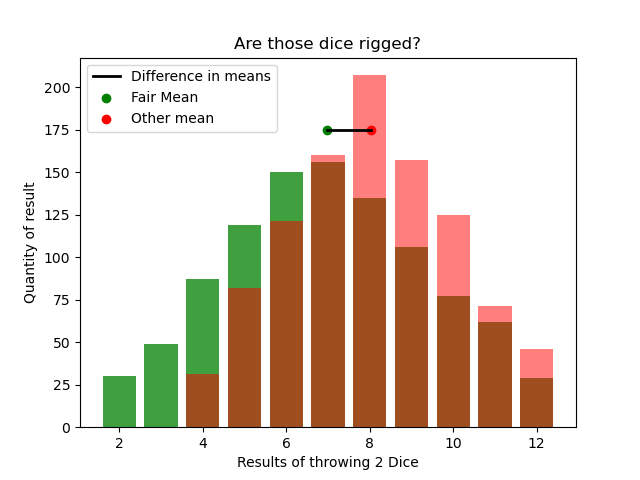 Are those dice rigged?
Difference in means
Fair Mean
Other mean
Quantity of result
200
175
150
125
100
75
50
25
0
2 4 6 8 10 12
Results of throwing 2 Dice